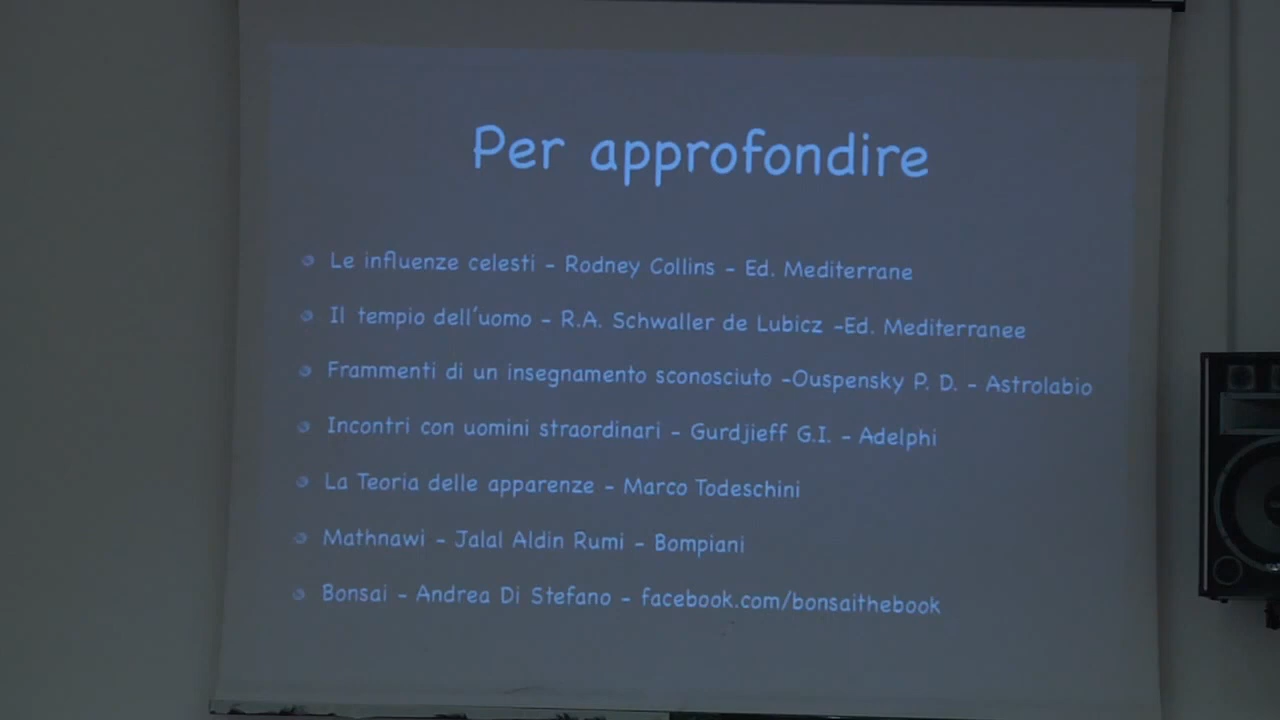 Per approfondire
Le influenze celesti - Rodney Collins - Ed. Mediterrane
Il tempio dell'uomo - R.A. Schwaller de Lubicz -Ed. Mediterranee
Frammenti di un insegnamento sconosciuto -Ouspensky P. D. - Astrolabio
Incontri con uomini straordinari - Gurdjieff G.I. - Adelphi
La Teoria delle apparenze - Marco Todeschini
Mathnawi - Jalal Aldin Rumi - Bompiani
Bonsai - Andrea Di Stefano - facebook.com/bonsaithebook